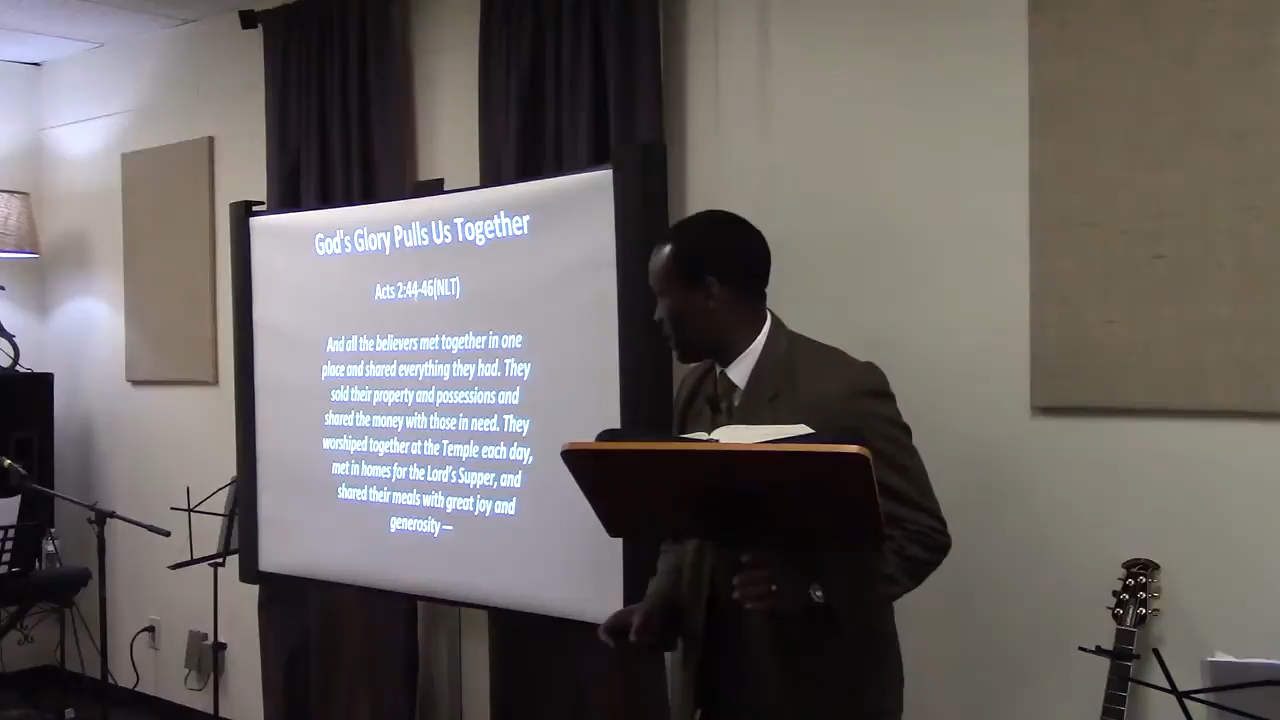 God's Glory Pulls Us Together
Acts 2:44-46(NLT)
And all the believers met together in one
place and shared everything they had. They
sold their property and possessions and
shared the money with those in need. They
worshiped together at the Temple each day,
met in homes for the Lord's Supper, and
shared their meals with great joy and
generosity —